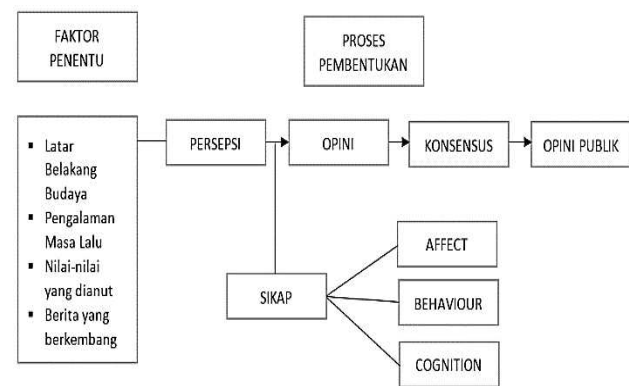 FAKTOR
PENENTU
PROSES
PEMBENTUKAN
▪ Latar
Belakang
Budaya
▪ Pengalaman
Masa Lalu
▪ Nilai-nilai
yang dianut
▪ Berita yang
berkembang
PERSEPSI
OPINI
KONSENSUS
OPINI PUBLIK
SIKAP
AFFECT
BEHAVIOUR
COGNITION